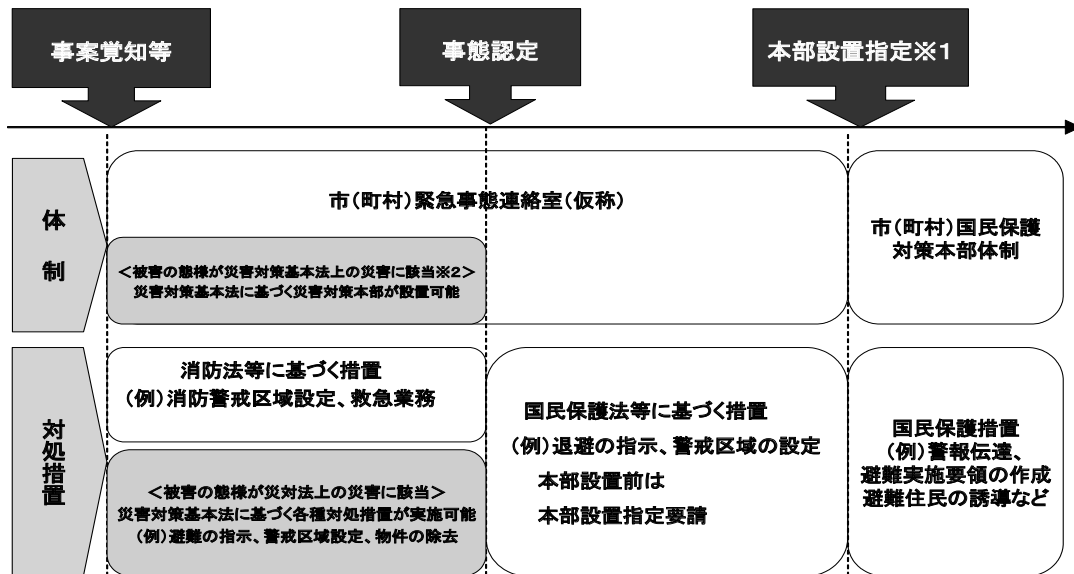 事案覚知等
事態認定
本部設置指定※1
体制
市(町村)緊急事態連絡室(仮称)
<被害の態様が災害対策基本法上の災害に該当※2>
災害対策基本法に基づく災害対策本部が設置可能
市(町村)国民保護
対策本部体制
対処措置
消防法等に基づく措置
(例)消防警戒区域設定、救急業務
<被害の態様が災対法上の災害に該当>
災害対策基本法に基づく各種対処措置が実施可能
(例)避難の指示、警戒区域設定、物件の除去
国民保護法等に基づく措置
(例)退避の指示、警戒区域の設定
本部設置前は
本部設置指定要請
国民保護措置
(例)警報伝達、
避難実施要領の作成
避難住民の誘導など